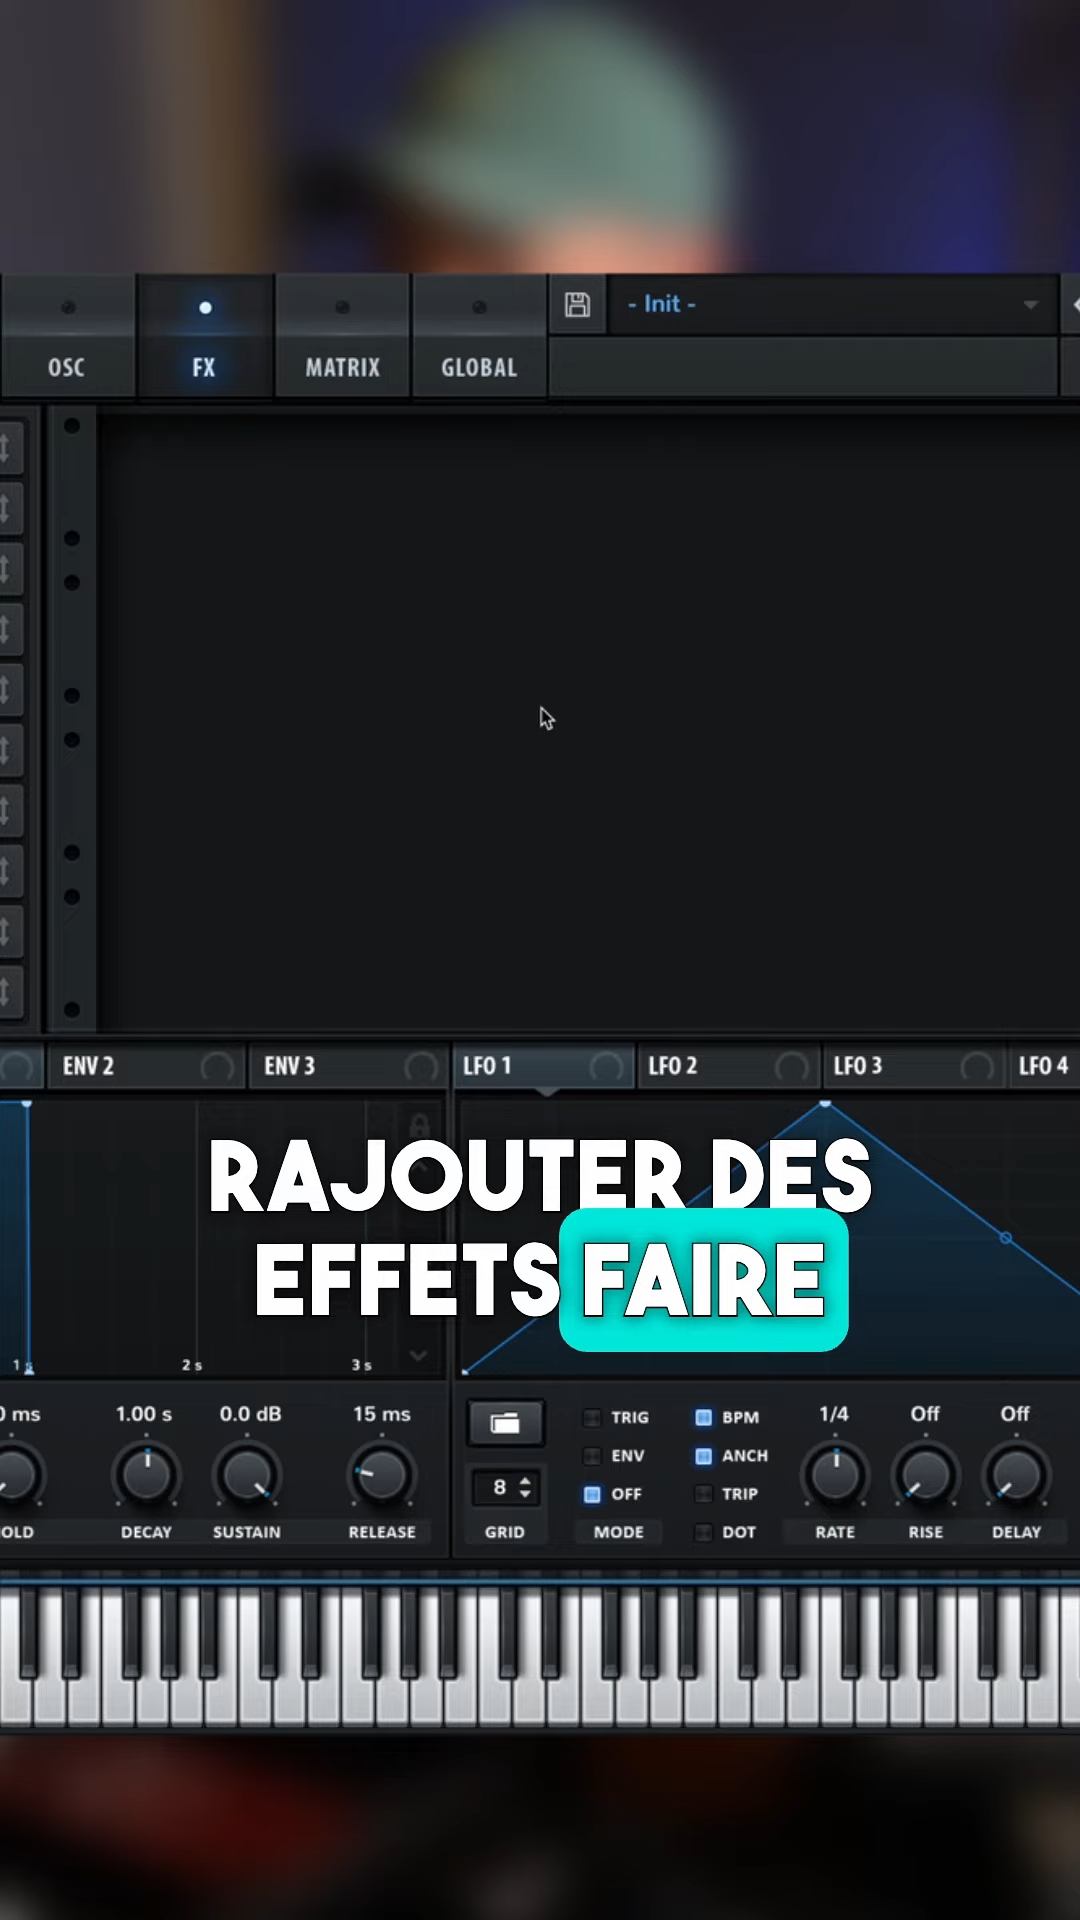 - Init -
OSC FX MATRIX GLOBAL
ENV 2 ENV 3 LFO 1 LFO 2 LFO 3 LFO 4
RAJOUTER DES
EFFETS FAIRE
1 s 2 s 3 s
0 ms 1.00 s 0.0 dB 15 ms
TRIG BPM 1/4 Off Off
ENV ANCH
8 OFF TRIP
OLD DECAY SUSTAIN RELEASE GRID MODE DOT RATE RISE DELAY